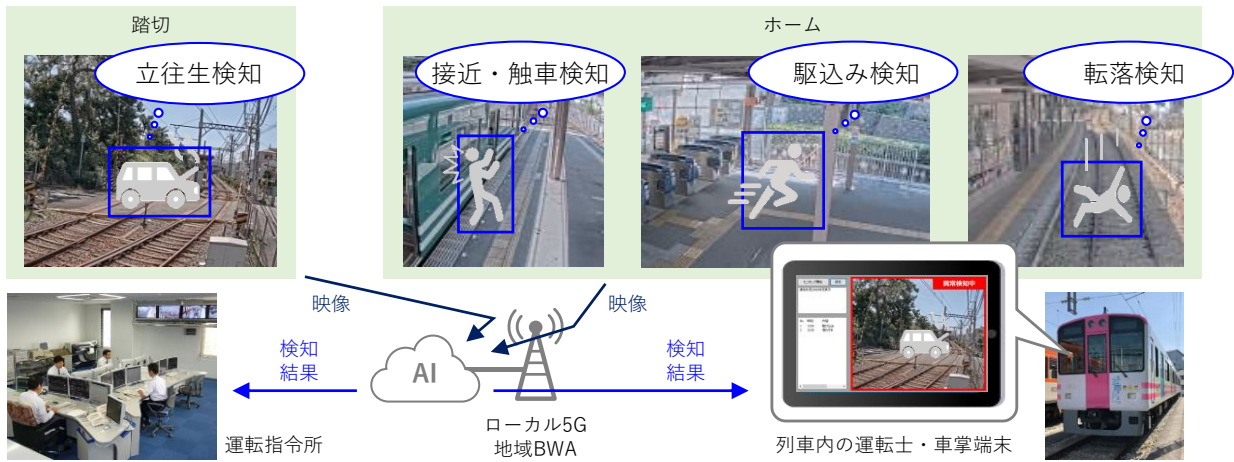 踏切
ホーム
立往生検知
接近・触車検知
駆込み検知
転落検知
異常検知中
映像
映像
検知
結果
AI
検知
結果
運転指令所
ローカル5G
地域BWA
列車内の運転士・車掌端末